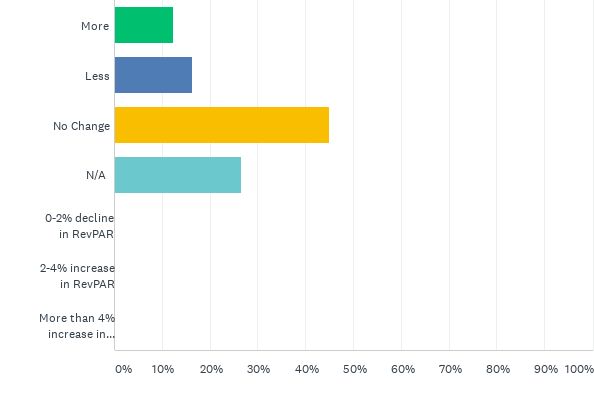 More
Less
No Change
N/A
0-2% decline
in RevPAR
2-4% increase
in RevPAR
More than 4%
increase in...
0% 10% 20% 30% 40% 50% 60% 70% 80% 90% 100%